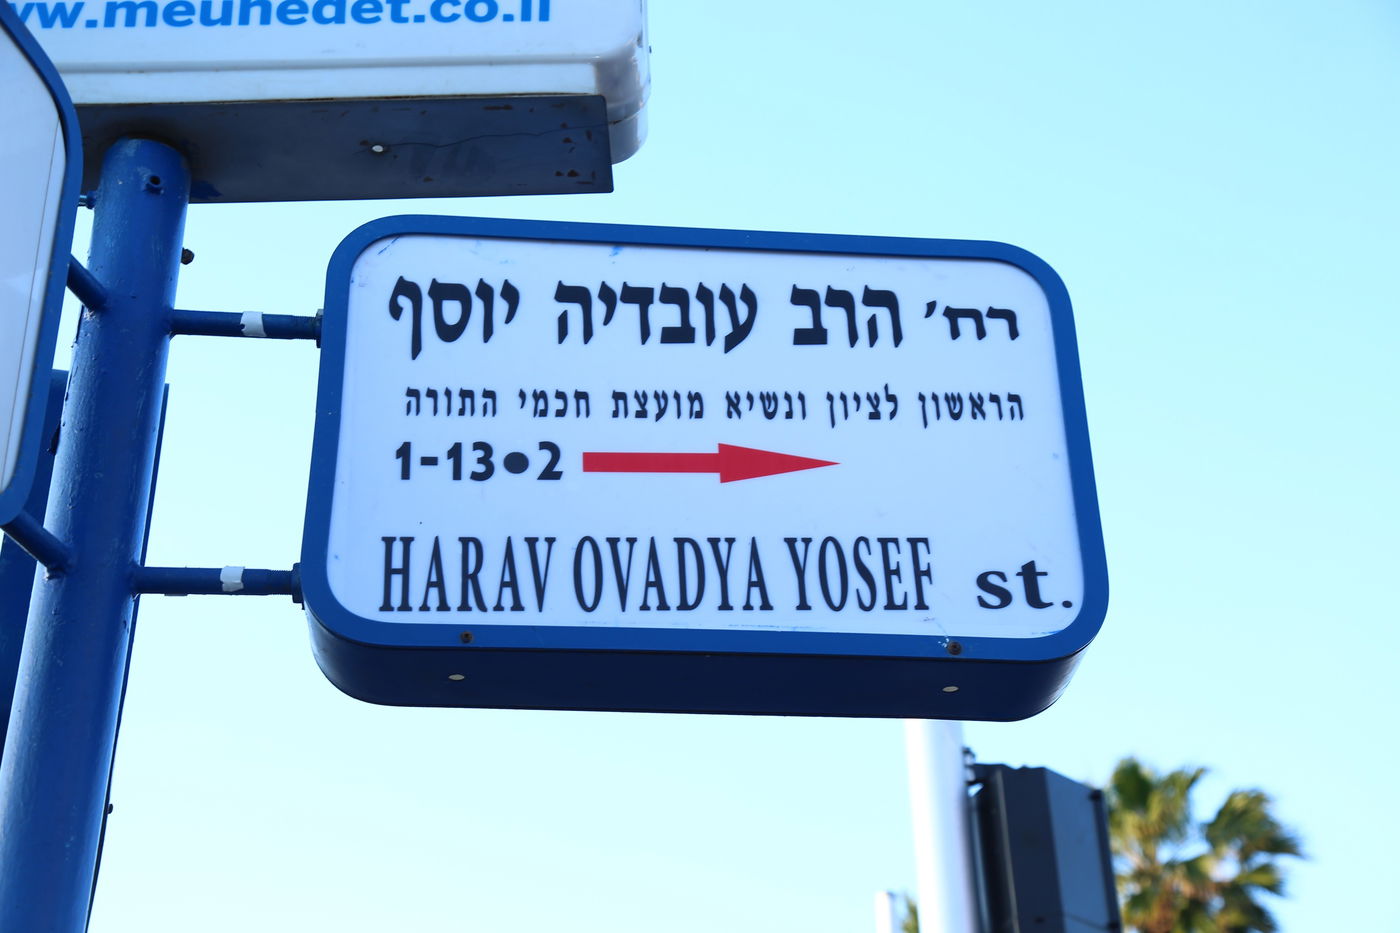 www.meuhedet.co.il
רח׳ הרב עובדיה יוסף
הראשון לציון ונשיא מועצת חכמי התורה
1-13•2
HARAV OVADYA YOSEF st.